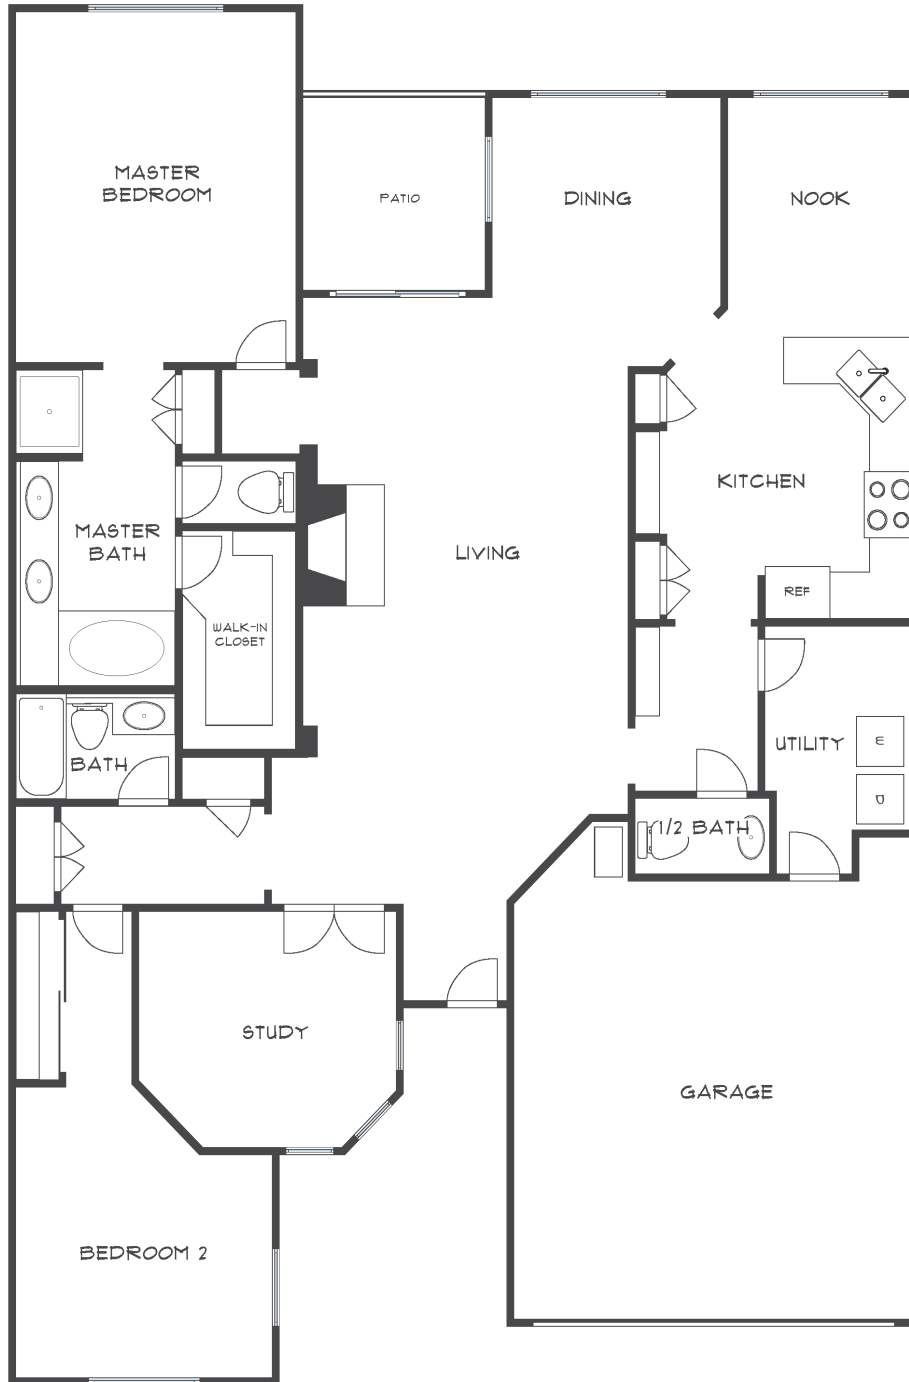 MASTER
BEDROOM
PATIO
DINING
NOOK
KITCHEN
MASTER
BATH
LIVING
REF
WALK-IN
CLOSET
BATH
UTILITY
W
D
1/2 BATH
STUDY
GARAGE
BEDROOM 2